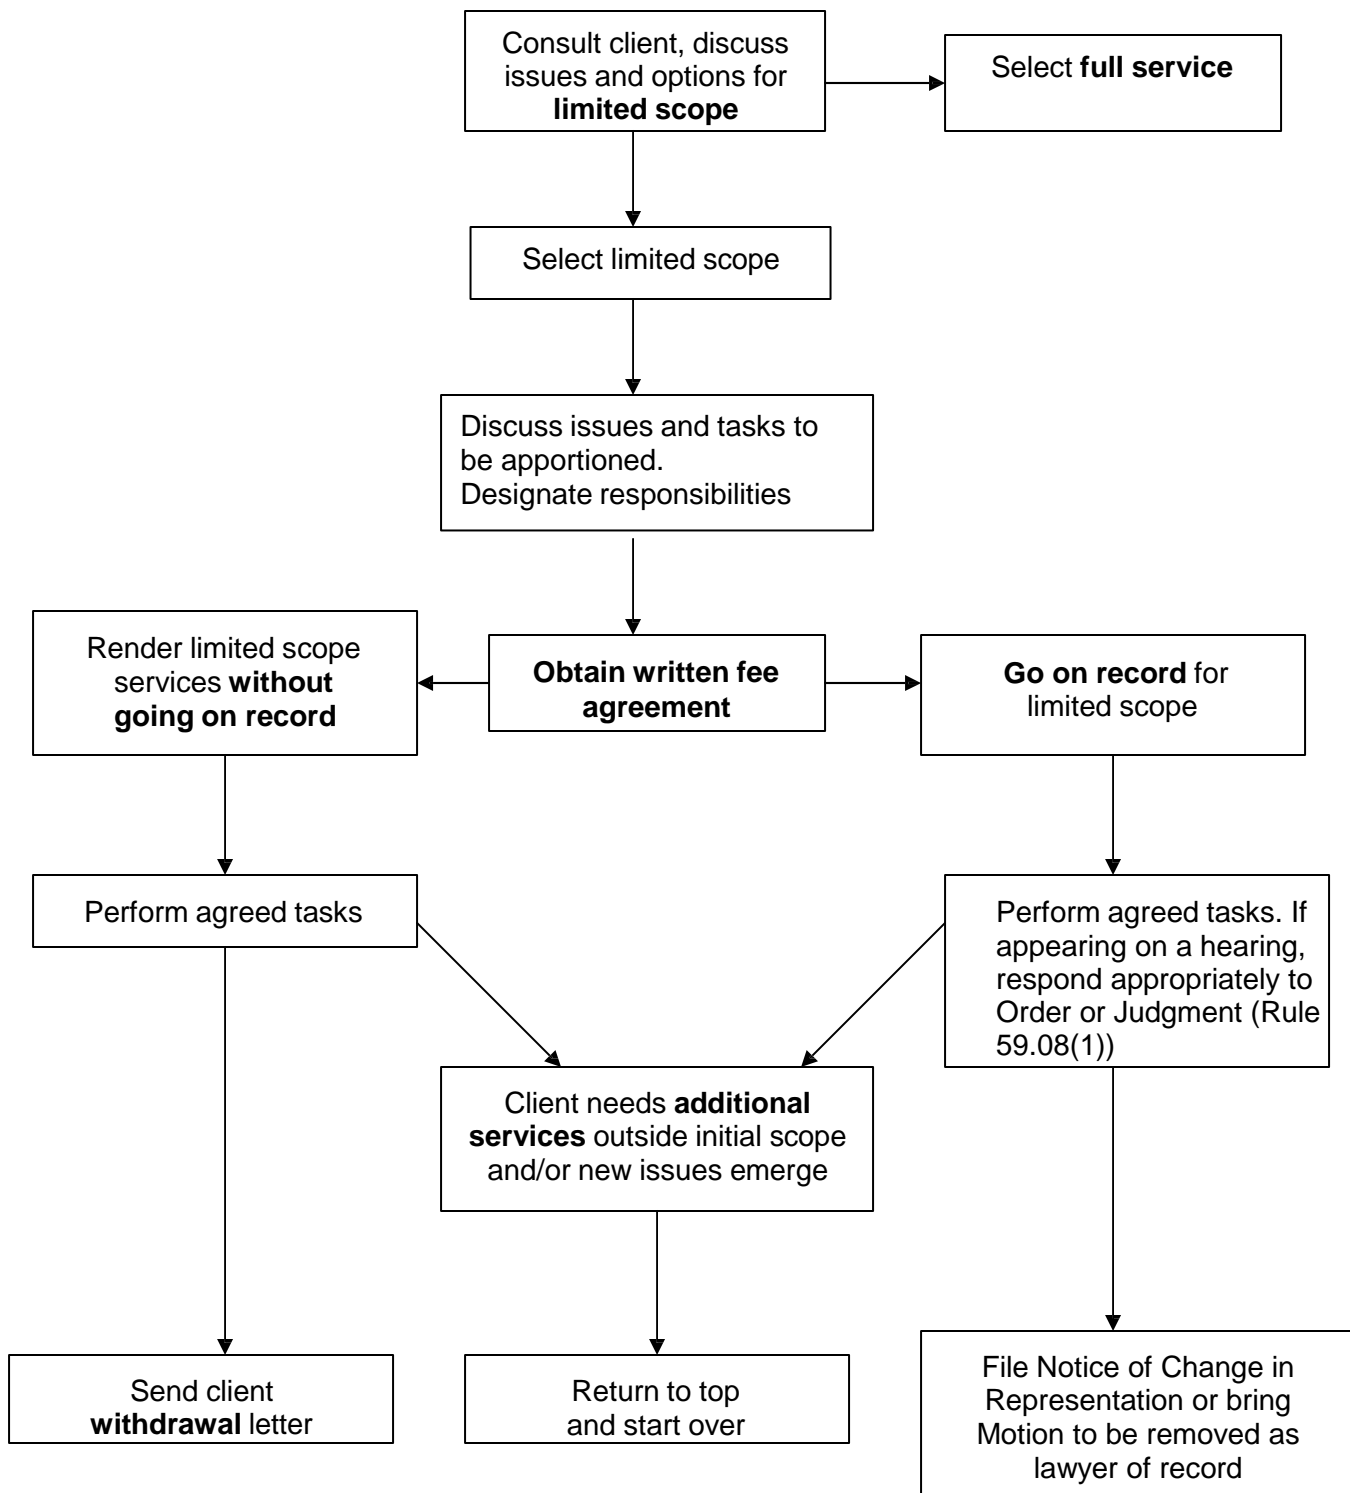 Consult client, discuss
issues and options for
limited scope
Select full service
Select limited scope
Discuss issues and tasks to
be apportioned.
Designate responsibilities
Render limited scope
services without
going on record
Obtain written fee
agreement
Go on record for
limited scope
Perform agreed tasks
Perform agreed tasks. If
appearing on a hearing,
respond appropriately to
Order or Judgment (Rule
59.08(1))
Client needs additional
services outside initial scope
and/or new issues emerge
Send client
withdrawal letter
Return to top
and start over
File Notice of Change in
Representation or bring
Motion to be removed as
lawyer of record